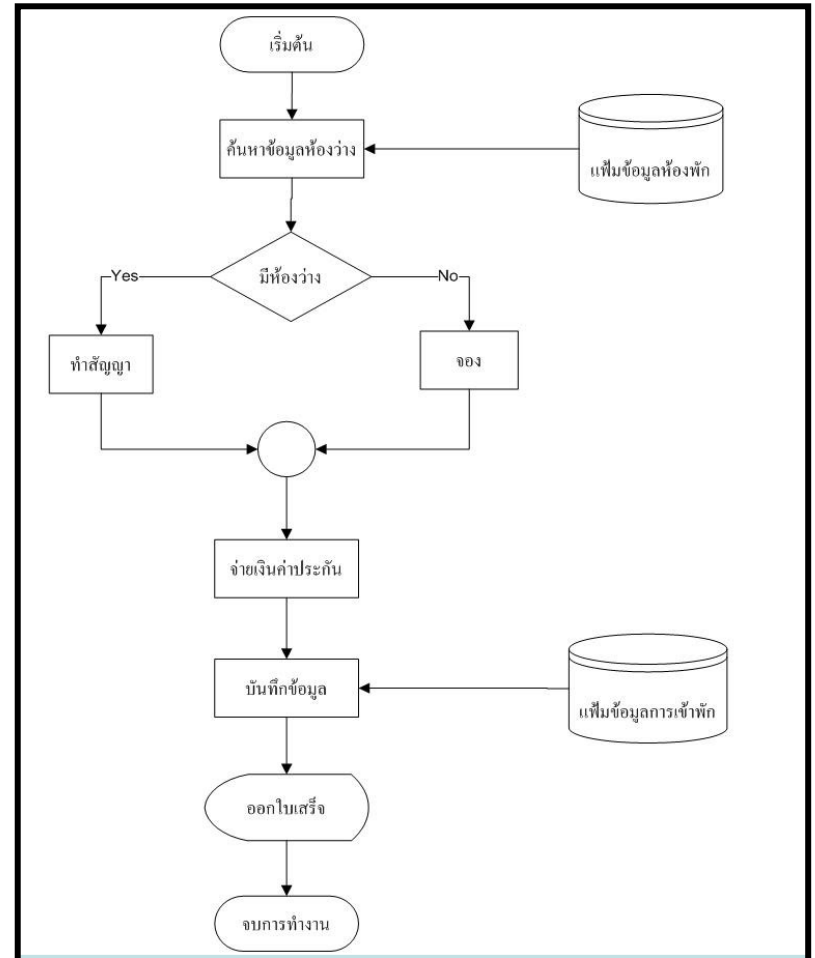 เริ่มต้น
ค้นหาข้อมูลห้องว่าง
แฟ้มข้อมูลห้องพัก
มีห้องว่าง
Yes
No
ทำสัญญา
จอง
จ่ายเงินค่าประกัน
บันทึกข้อมูล
แฟ้มข้อมูลการเข้าพัก
ออกใบเสร็จ
จบการทำงาน